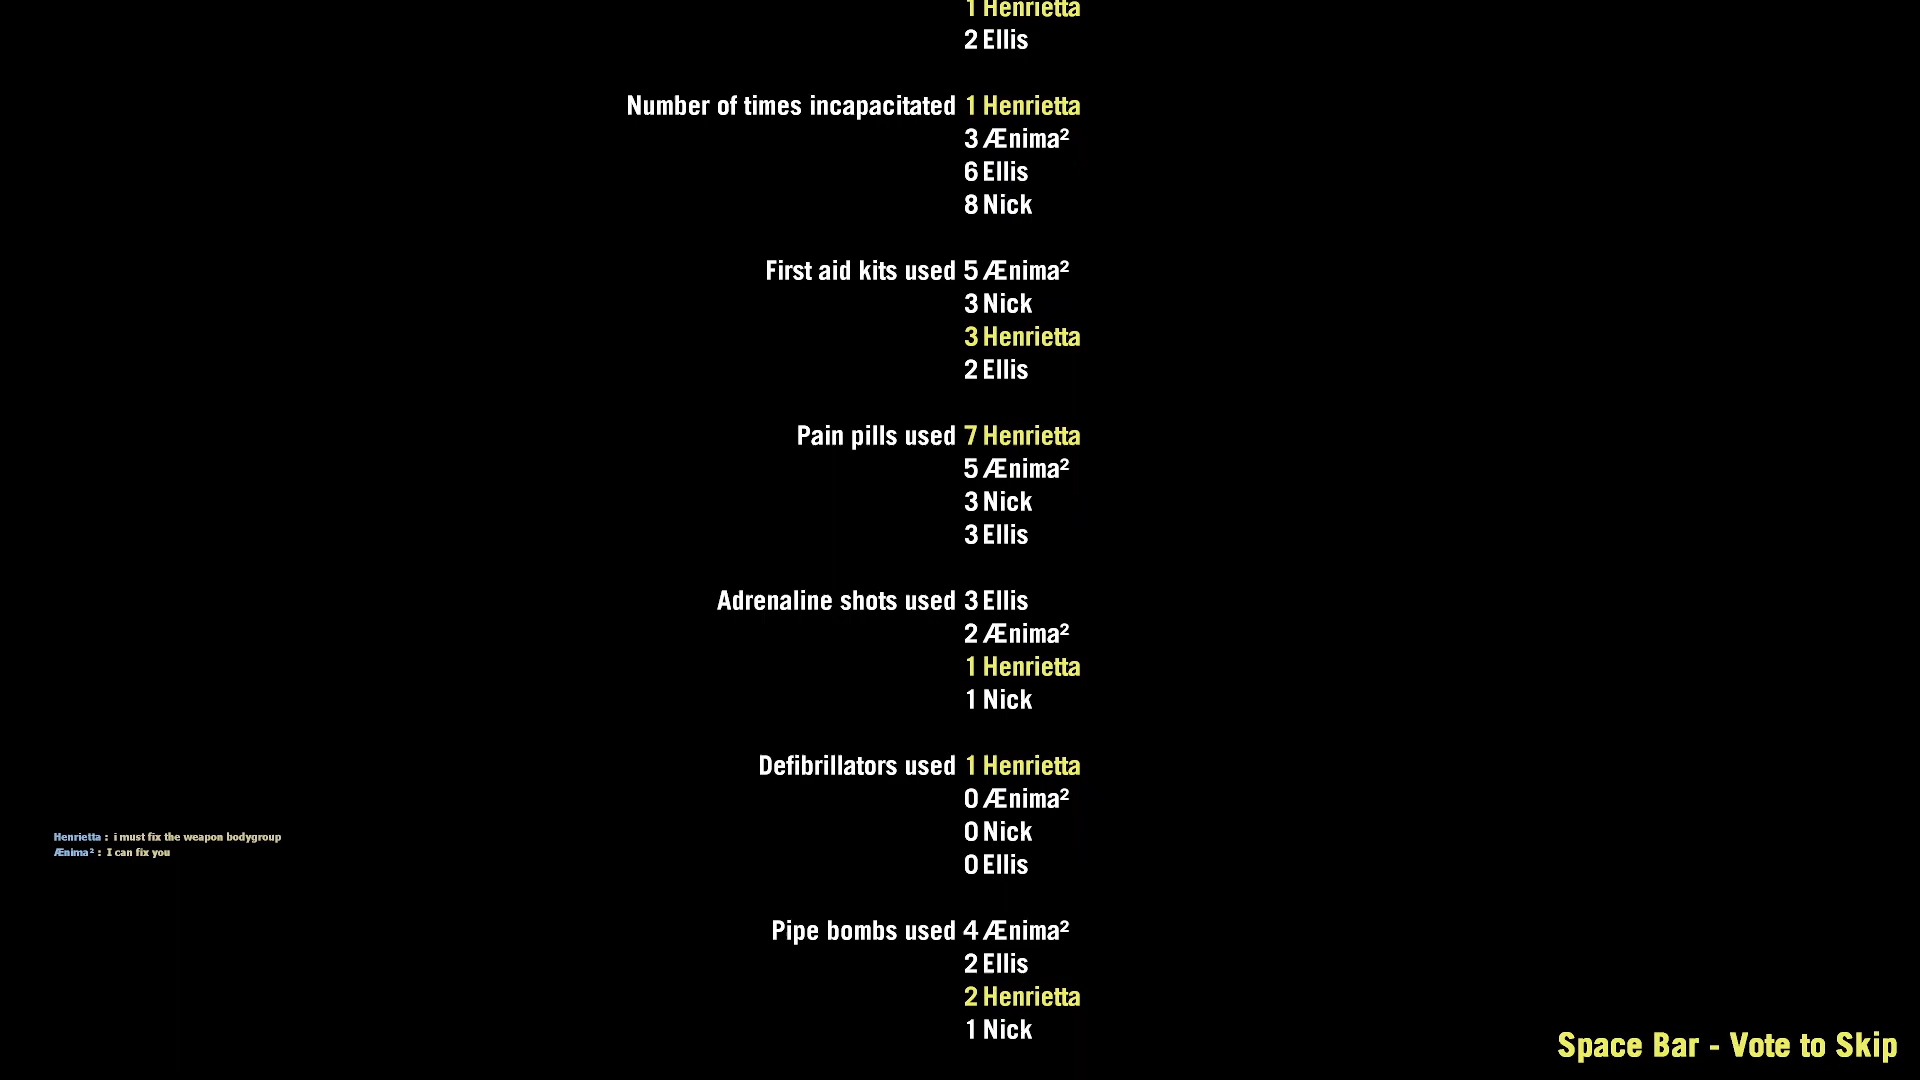 1 Henrietta
2 Ellis
Number of times incapacitated 1 Henrietta
3 Ænima²
6 Ellis
8 Nick
First aid kits used 5 Ænima²
3 Nick
3 Henrietta
2 Ellis
Pain pills used 7 Henrietta
5 Ænima²
3 Nick
3 Ellis
Adrenaline shots used 3 Ellis
2 Ænima²
1 Henrietta
1 Nick
Defibrillators used 1 Henrietta
0 Ænima²
0 Nick
0 Ellis
Henrietta : i must fix the weapon bodygroup
Ænima² : I can fix you
Pipe bombs used 4 Ænima²
2 Ellis
2 Henrietta
1 Nick
Space Bar - Vote to Skip